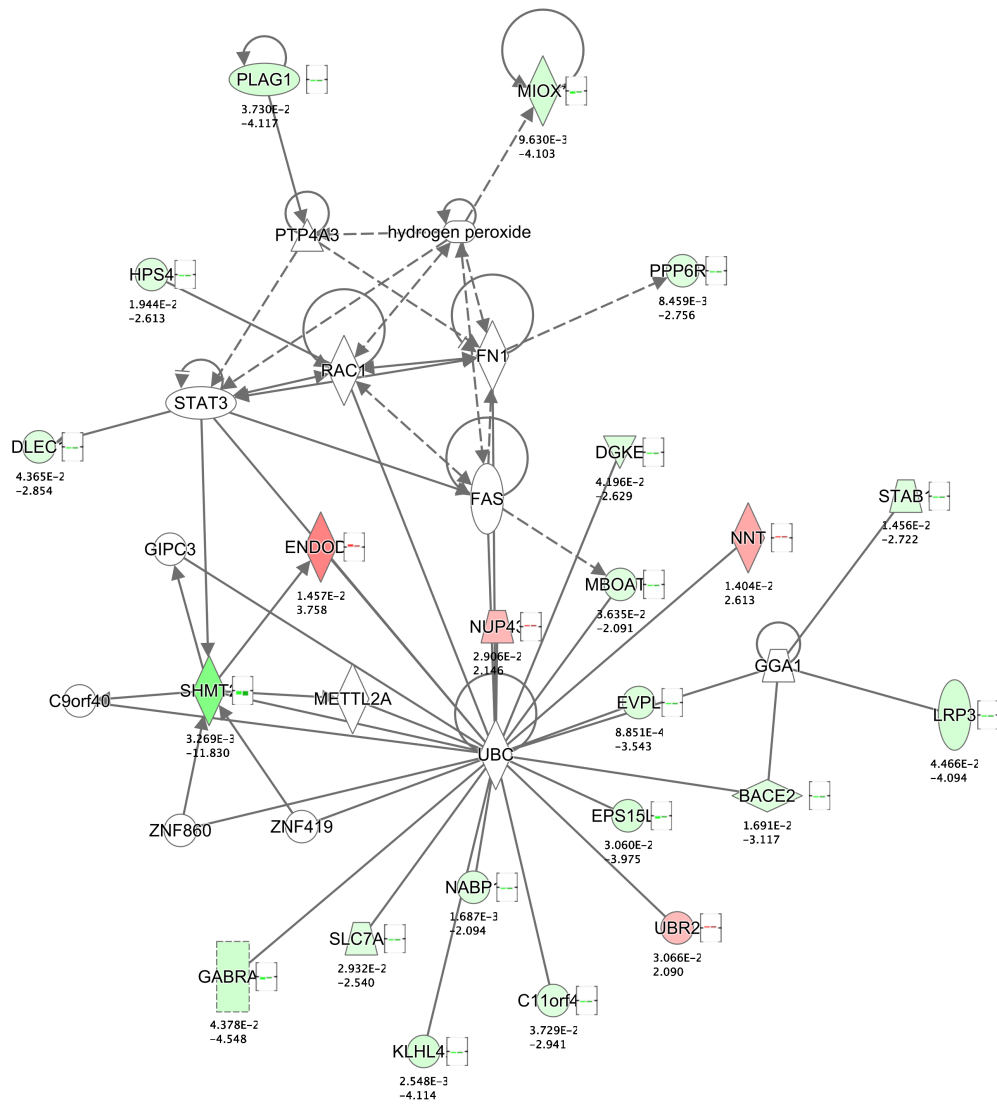 PLAG1
3.730E-2
-4.117
MIOX
9.630E-3
-4.103
PTP4A3
hydrogen peroxide
HPS4
1.944E-2
-2.613
PPP6R
8.459E-3
-2.756
RAC1
FN1
STAT3
DLEC
4.365E-2
-2.854
DGKE
4.196E-2
-2.629
FAS
STAB1
1.456E-2
-2.722
GIPC3
ENDOD
1.457E-2
3.758
NNT
1.404E-2
2.613
MBOAT
3.635E-2
-2.091
NUP43
2.906E-2
2.146
GGA1
C9orf40
SHMT2
3.269E-3
-11.830
METTL2A
EVPL
8.851E-4
-3.543
LRP3
4.466E-2
-4.094
UBC
BACE2
1.691E-2
-3.117
ZNF860
ZNF419
EPS15L
3.060E-2
-3.975
NABP1
1.687E-3
-2.094
UBR2
3.066E-2
2.090
SLC7A
2.932E-2
-2.540
GABRA
4.378E-2
-4.548
C11orf4
3.729E-2
-2.941
KLHL4
2.548E-3
-4.114